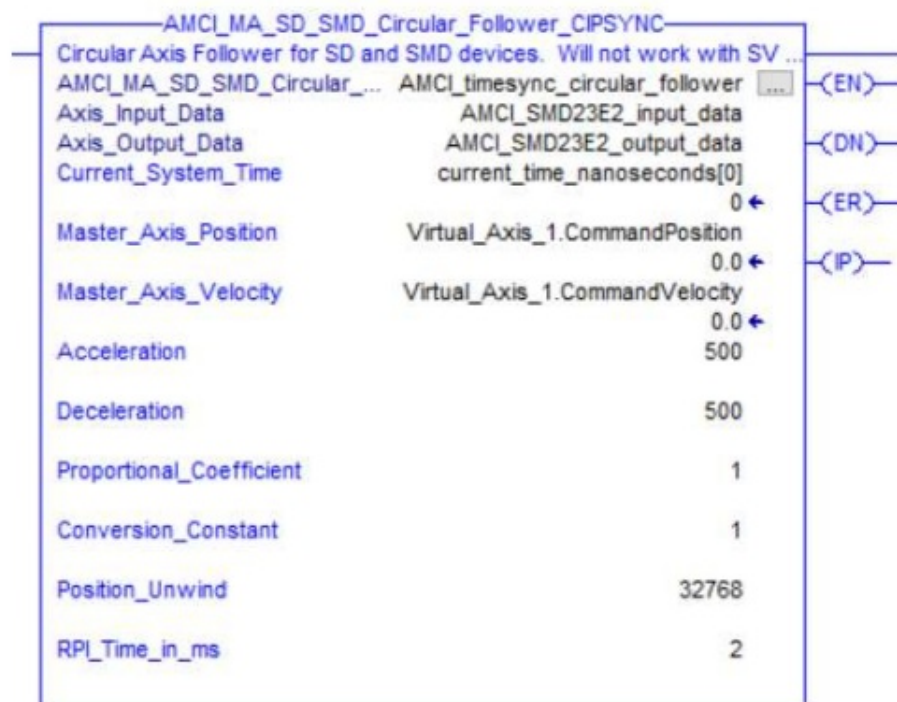 AMCI_MA_SD_SMD_Circular_Follower_CIPSYNC
Circular Axis Follower for SD and SMD devices. Will not work with SV ...
AMCI_MA_SD_SMD_Circular_... AMCI_timesync_circular_follower ... (EN)
Axis_Input_Data AMCI_SMD23E2_input_data
Axis_Output_Data AMCI_SMD23E2_output_data (DN)
Current_System_Time current_time_nanoseconds[0]
0 ← (ER)
Master_Axis_Position Virtual_Axis_1.CommandPosition
0.0 ← (IP)
Master_Axis_Velocity Virtual_Axis_1.CommandVelocity
0.0 ←
Acceleration 500
Deceleration 500
Proportional_Coefficient 1
Conversion_Constant 1
Position_Unwind 32768
RPI_Time_in_ms 2